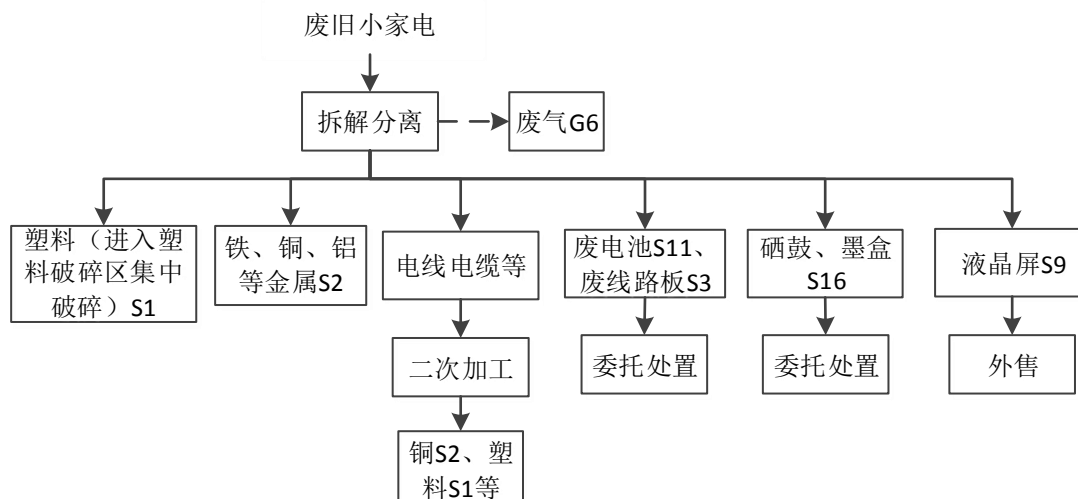 废旧小家电
拆解分离
废气G6
塑料（进入塑
料破碎区集中
破碎）S1
铁、铜、铝
等金属S2
电线电缆等
废电池S11、
废线路板S3
硒鼓、墨盒
S16
液晶屏S9
二次加工
委托处置
委托处置
外售
铜S2、塑
料S1等